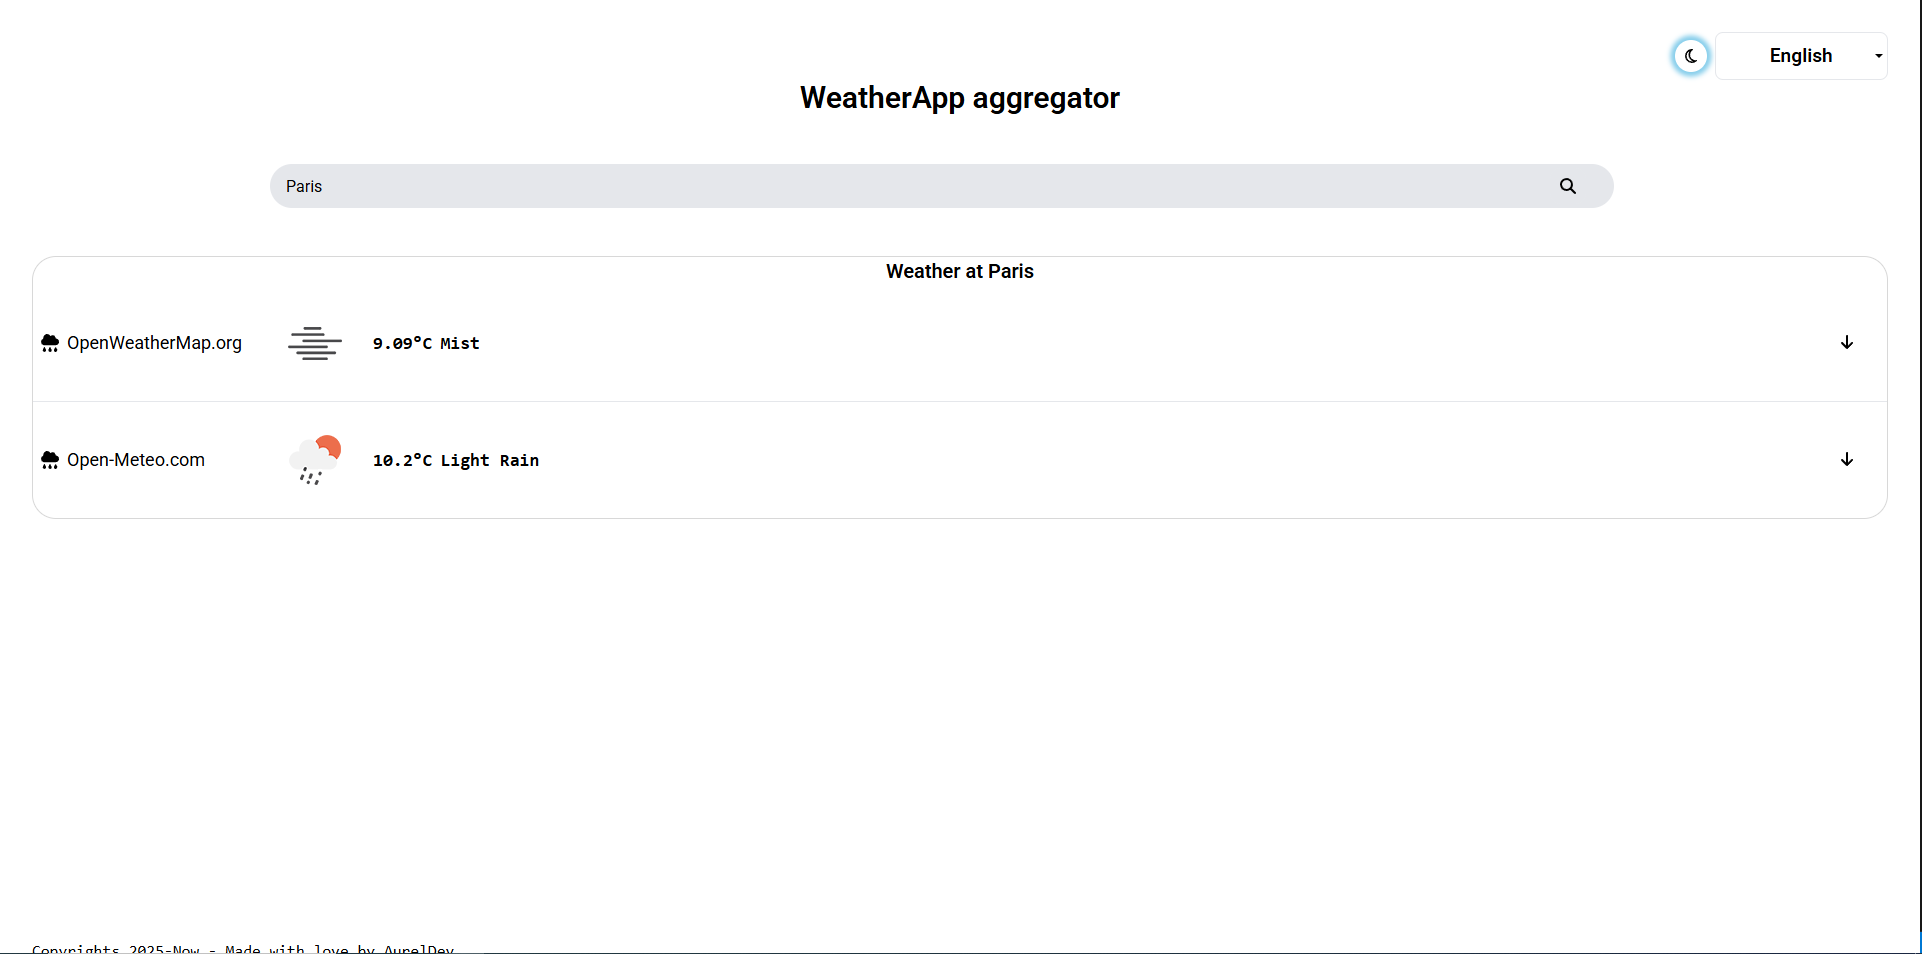 English
WeatherApp aggregator
Paris
Weather at Paris
OpenWeatherMap.org 9.09°C Mist
Open-Meteo.com 10.2°C Light Rain
Copyrights 2025-Now - Made with love by AurelDev